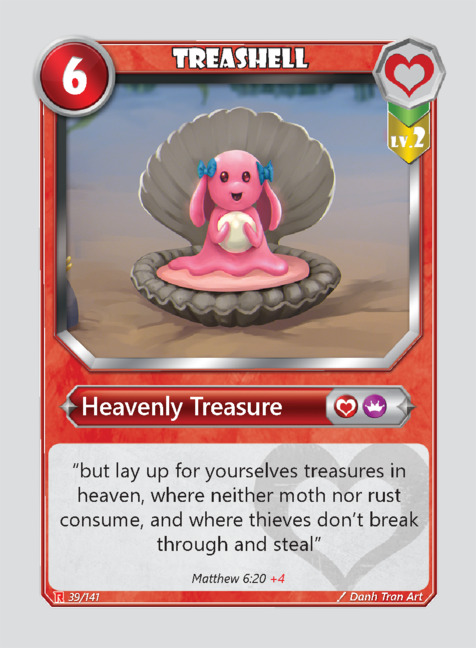 TREASHELL
6
LV.2
Heavenly Treasure
“but lay up for yourselves treasures in
heaven, where neither moth nor rust
consume, and where thieves don’t break
through and steal”
Matthew 6:20 +4
R 39/141
Danh Tran Art